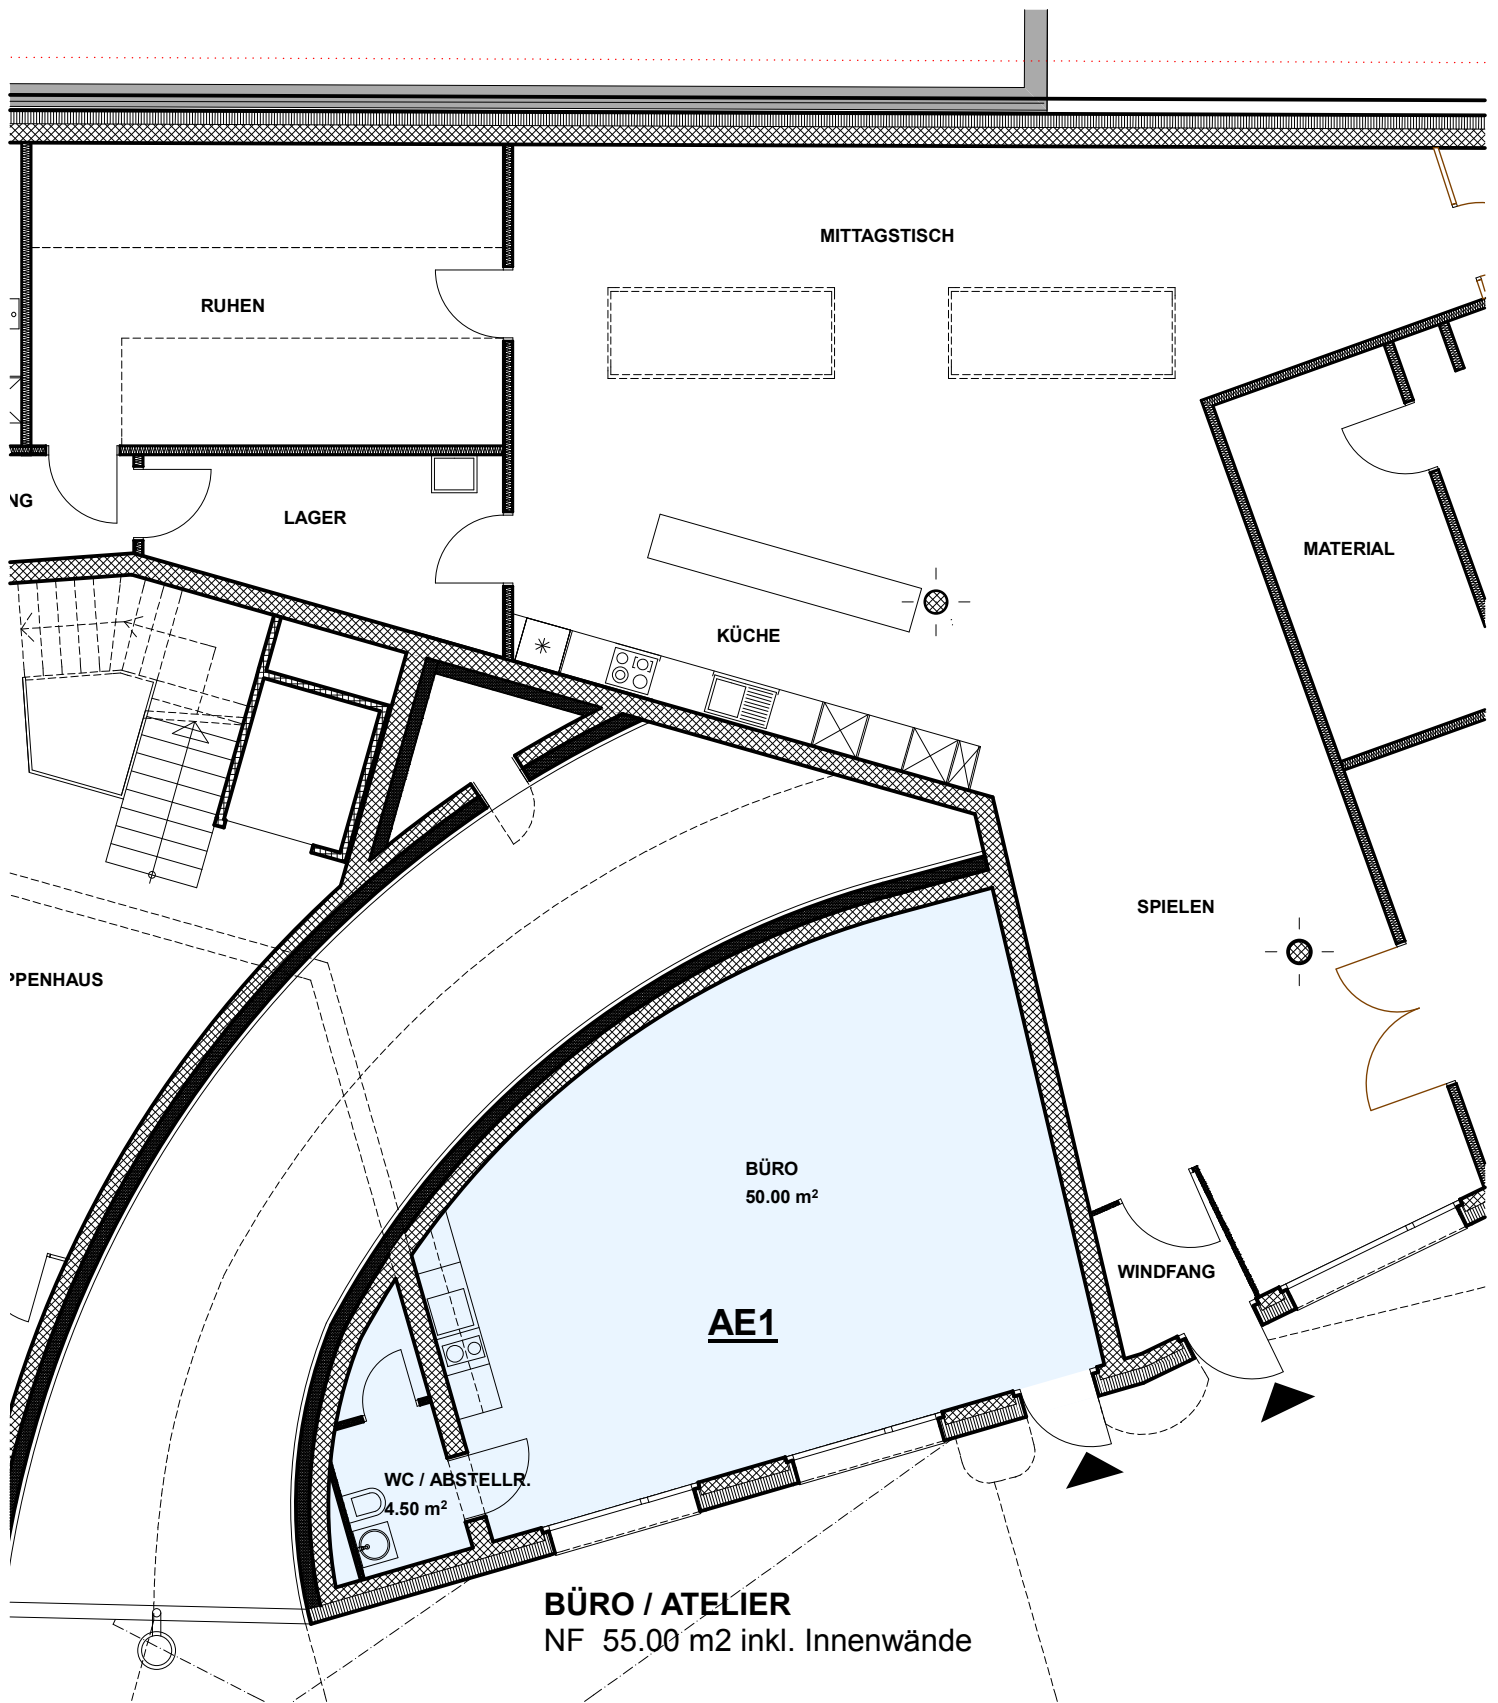 MITTAGSTISCH
RUHEN
NG
LAGER
MATERIAL
KÜCHE
SPIELEN
PPENHAUS
BÜRO
50.00 m²
WINDFANG
AE1
WC / ABSTELLR.
4.50 m²
BÜRO / ATELIER
NF 55.00 m2 inkl. Innenwände